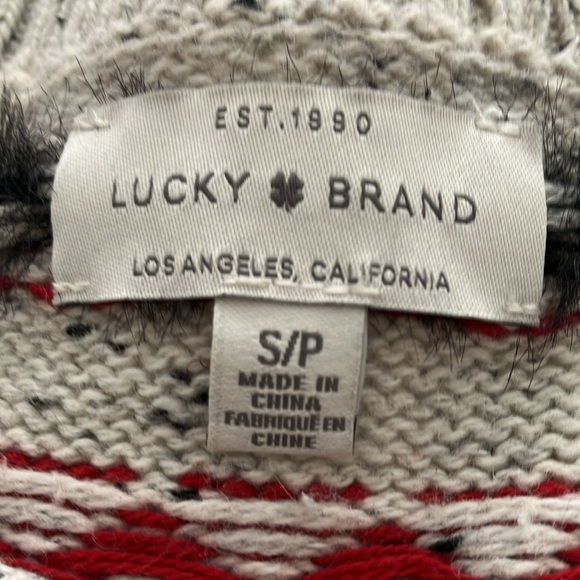 EST.1990
LUCKY BRAND
LOS ANGELES, CALIFORNIA
S/P
MADE IN
CHINA
FABRIQUÉ EN
CHINE